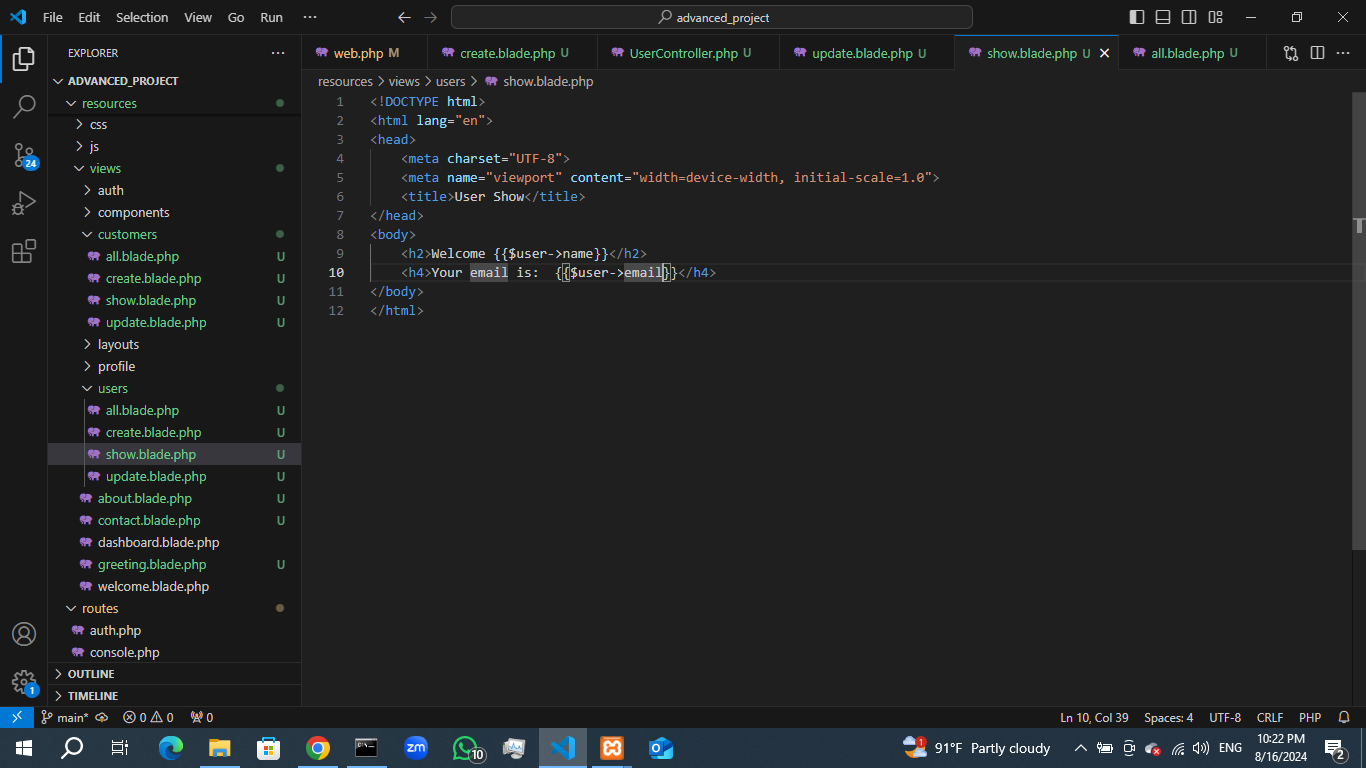 File Edit Selection View Go Run ··· advanced_project
EXPLORER ···
ADVANCED_PROJECT
resources
css
js
views
auth
components
customers
all.blade.php U
create.blade.php U
show.blade.php U
update.blade.php U
layouts
profile
users
all.blade.php U
create.blade.php U
show.blade.php U
update.blade.php U
about.blade.php U
contact.blade.php U
dashboard.blade.php
greeting.blade.php U
welcome.blade.php
routes
auth.php
console.php
OUTLINE
TIMELINE
24
1
web.php M create.blade.php U UserController.php U update.blade.php U show.blade.php U all.blade.php U ···
resources > views > users > show.blade.php
1 <!DOCTYPE html>
2 <html lang="en">
3 <head>
4 <meta charset="UTF-8">
5 <meta name="viewport" content="width=device-width, initial-scale=1.0">
6 <title>User Show</title>
7 </head>
8 <body>
9 <h2>Welcome {{$user->name}}</h2>
10 <h4>Your email is:  {{$user->email}}</h4>
11 </body>
12 </html>
main* 0 0 0 Ln 10, Col 39 Spaces: 4 UTF-8 CRLF PHP
zm 10 1 91°F Partly cloudy ENG 10:22 PM
8/16/2024 2